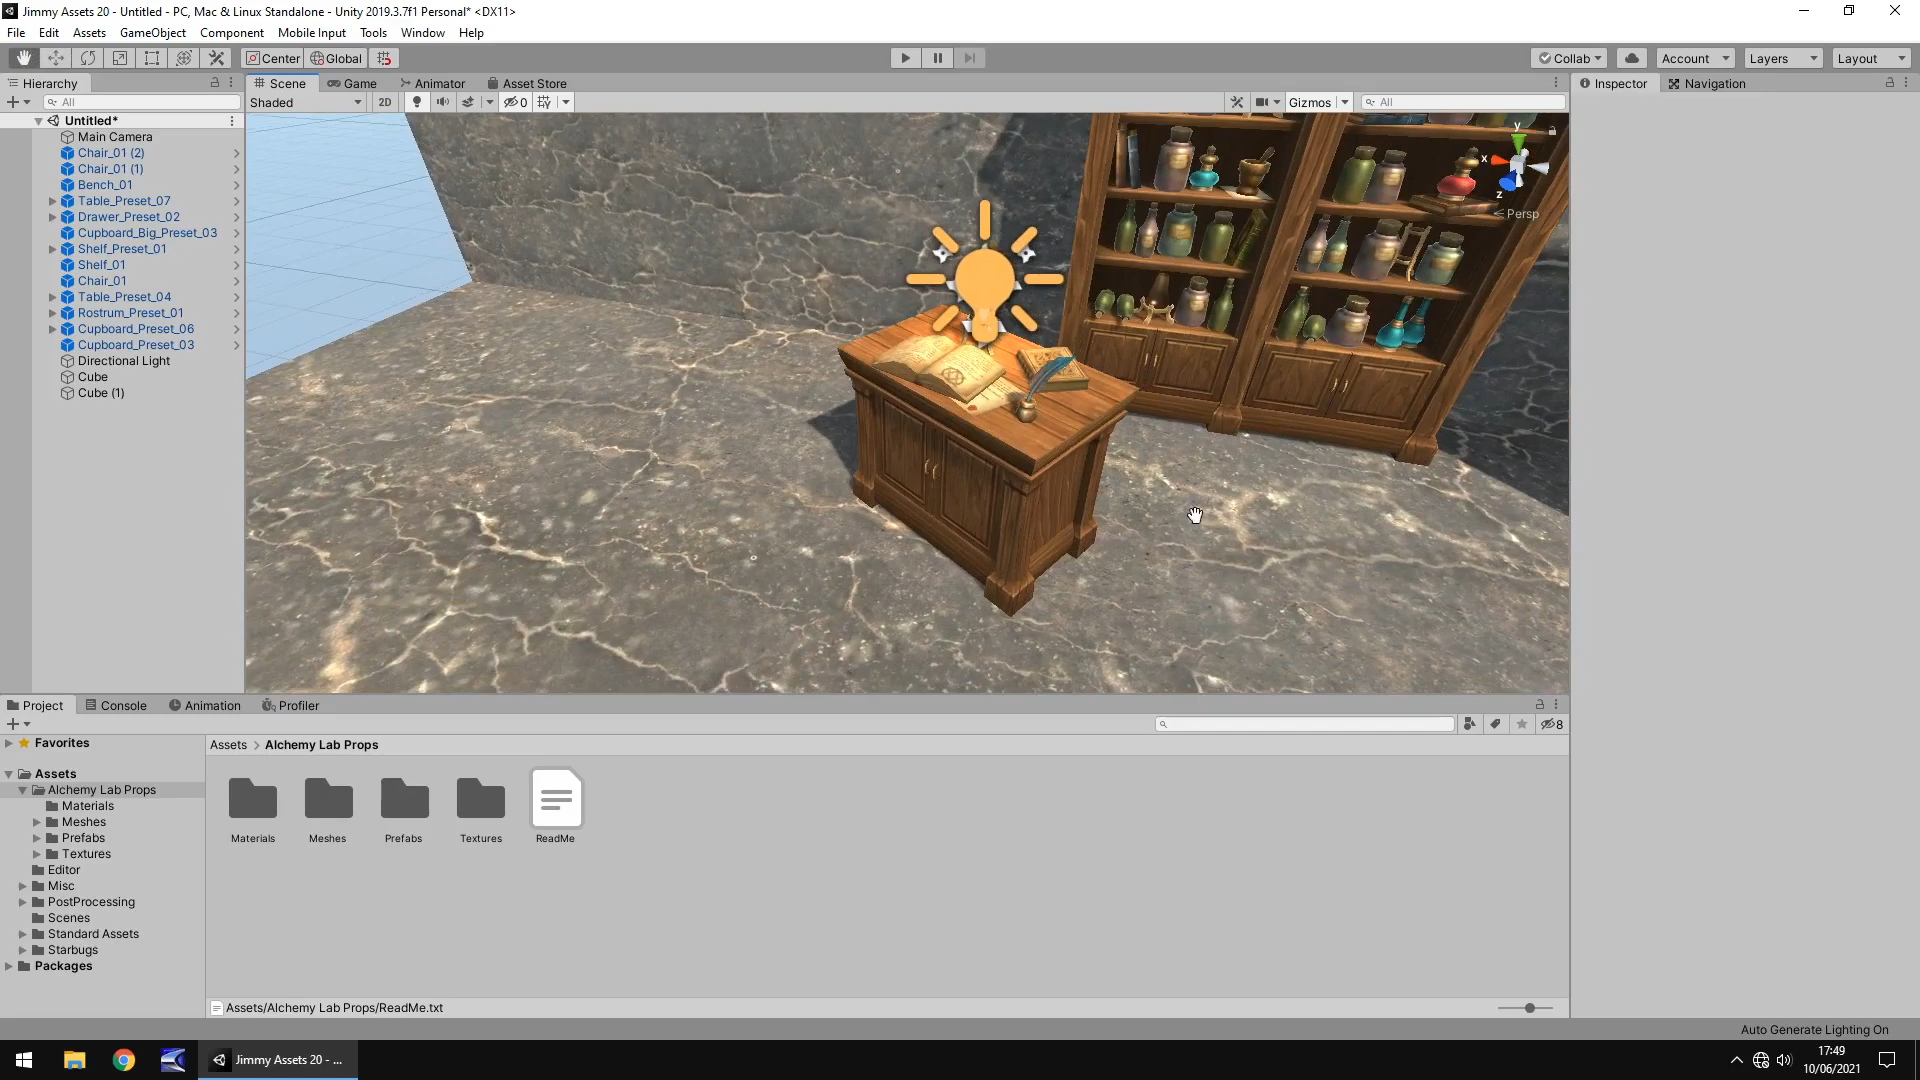 Jimmy Assets 20 - Untitled - PC, Mac & Linux Standalone - Unity 2019.3.7f1 Personal* <DX11>
File Edit Assets GameObject Component Mobile Input Tools Window Help
Center Global Collab Account Layers Layout
Hierarchy Scene Game Animator Asset Store Inspector Navigation
All Shaded 2D 0 Gizmos All
Untitled*
Main Camera
Chair_01 (2)
Chair_01 (1)
Bench_01
Table_Preset_07
Drawer_Preset_02
Cupboard_Big_Preset_03
Shelf_Preset_01
Shelf_01
Chair_01
Table_Preset_04
Rostrum_Preset_01
Cupboard_Preset_06
Cupboard_Preset_03
Directional Light
Cube
Cube (1)
y
x
z
Persp
Project Console Animation Profiler
8
Favorites
Assets
Alchemy Lab Props
Materials
Meshes
Prefabs
Textures
Editor
Misc
PostProcessing
Scenes
Standard Assets
Starbugs
Packages
Assets > Alchemy Lab Props
Materials Meshes Prefabs Textures ReadMe
Assets/Alchemy Lab Props/ReadMe.txt
Auto Generate Lighting On
Jimmy Assets 20 - ...
17:49
10/06/2021